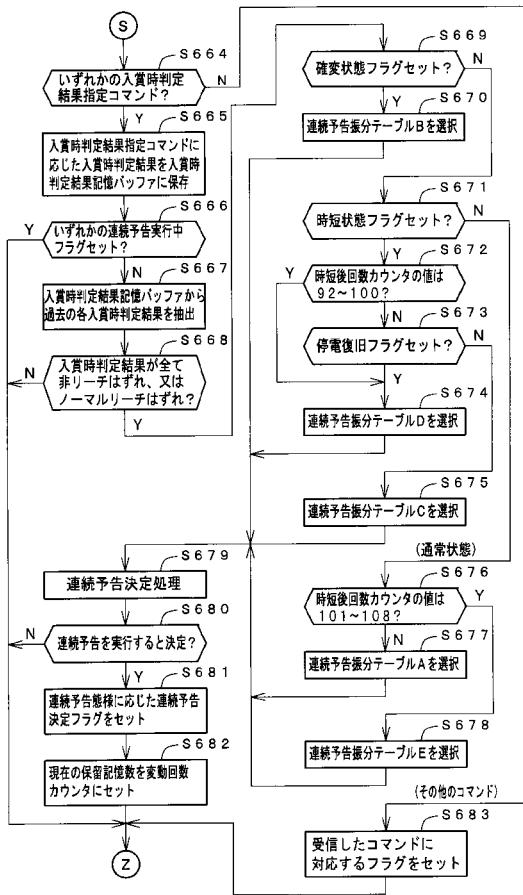 S
S664
いずれかの入賞時判定
結果指定コマンド?
N
Y
S665
入賞時判定結果指定コマンドに
応じた入賞時判定結果を入賞時
判定結果記憶バッファに保存
S666
Y
いずれかの連続予告実行中
フラグセット?
N
S667
入賞時判定結果記憶バッファから
過去の各入賞時判定結果を抽出
S668
N
入賞時判定結果が全て
非リーチはずれ、又は
ノーマルリーチはずれ?
Y
S669
確変状態フラグセット?
N
Y
S670
連続予告振分テーブルBを選択
S671
時短状態フラグセット?
N
Y
S672
Y
時短後回数カウンタの値は
92~100?
N
S673
停電復旧フラグセット?
N
Y
S674
連続予告振分テーブルDを選択
S675
連続予告振分テーブルCを選択
(通常状態)
S676
時短後回数カウンタの値は
101~108?
Y
N
S677
連続予告振分テーブルAを選択
S678
連続予告振分テーブルEを選択
S679
連続予告決定処理
S680
N
連続予告を実行すると決定?
Y
S681
連続予告態様に応じた連続予告
決定フラグをセット
S682
現在の保留記憶数を変動回数
カウンタにセット
(その他のコマンド)
S683
受信したコマンドに
対応するフラグをセット
Z